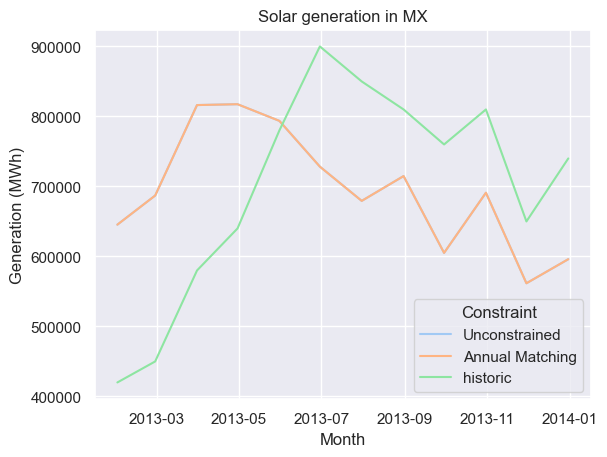 Solar generation in MX
Generation (MWh)
900000
800000
700000
600000
500000
400000
Constraint
Unconstrained
Annual Matching
historic
2013-03 2013-05 2013-07 2013-09 2013-11 2014-01
Month